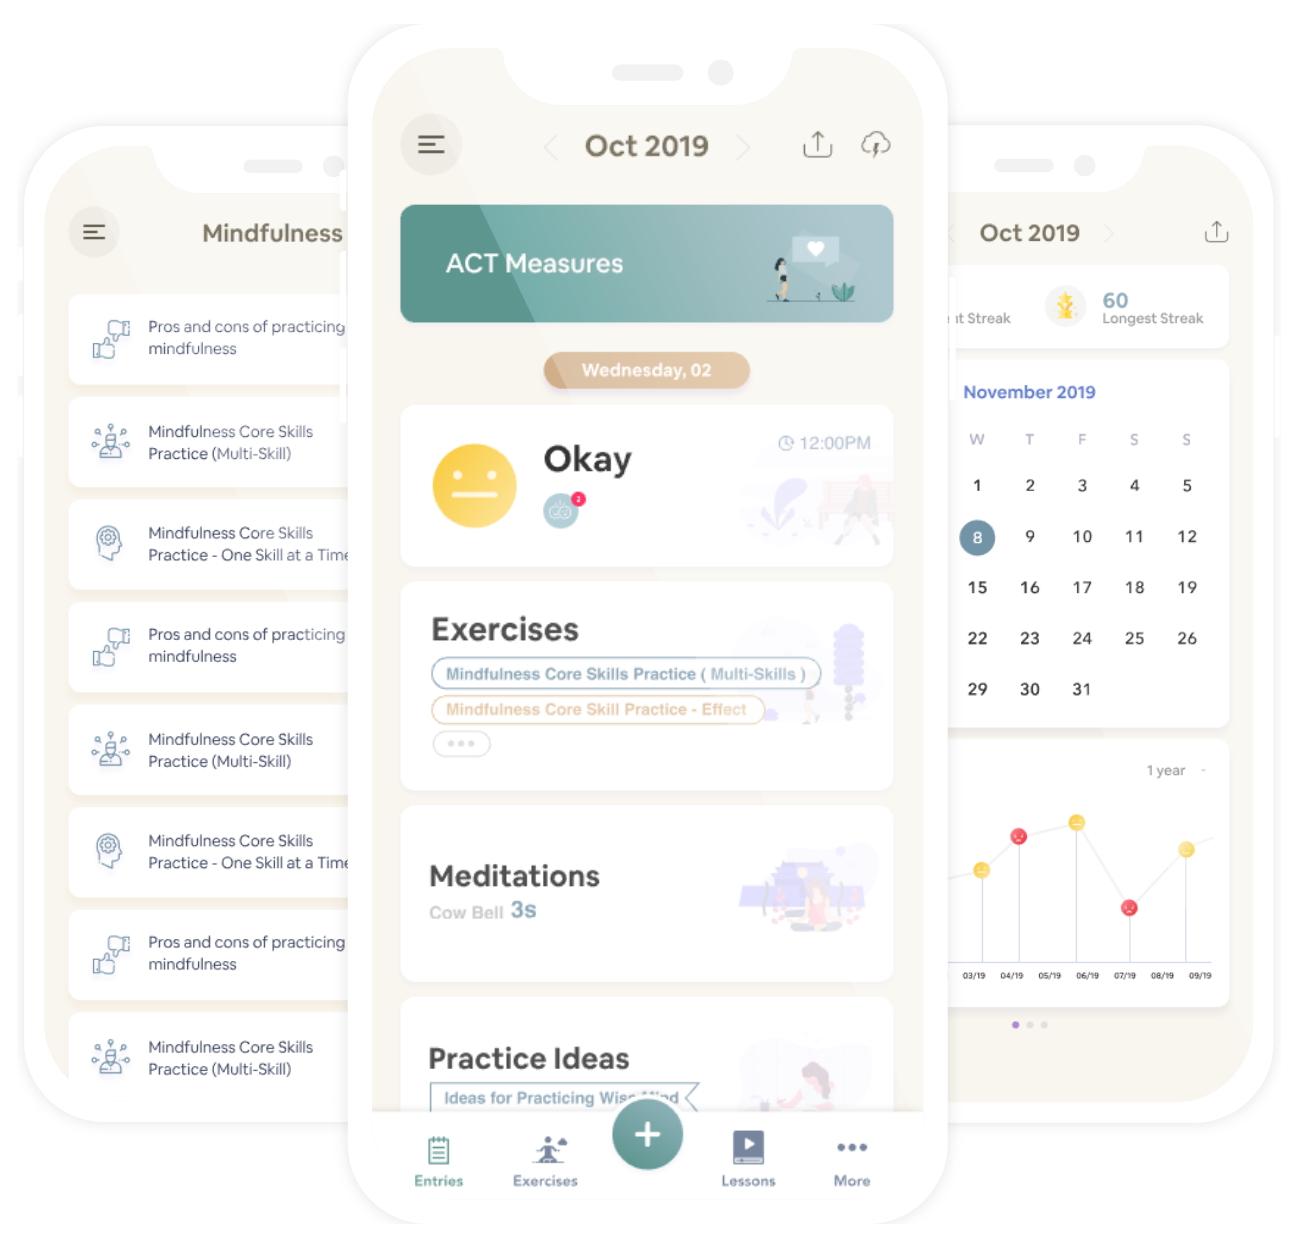 Mindfulness
Pros and cons of practicing
mindfulness
Mindfulness Core Skills
Practice (Multi-Skill)
Mindfulness Core Skills
Practice - One Skill at a Time
Pros and cons of practicing
mindfulness
Mindfulness Core Skills
Practice (Multi-Skill)
Mindfulness Core Skills
Practice - One Skill at a Time
Pros and cons of practicing
mindfulness
Mindfulness Core Skills
Practice (Multi-Skill)
Oct 2019
ACT Measures
Wednesday, 02
Okay
12:00PM
2
Exercises
Mindfulness Core Skills Practice ( Multi-Skills )
Mindfulness Core Skill Practice - Effect
Meditations
Cow Bell 3s
Practice Ideas
Ideas for Practicing Wise Mind
Entries
Exercises
Lessons
More
Oct 2019
Streak
60
Longest Streak
November 2019
W T F S S
1 2 3 4 5
8 9 10 11 12
15 16 17 18 19
22 23 24 25 26
29 30 31
1 year
03/19 04/19 05/19 06/19 07/19 08/19 09/19